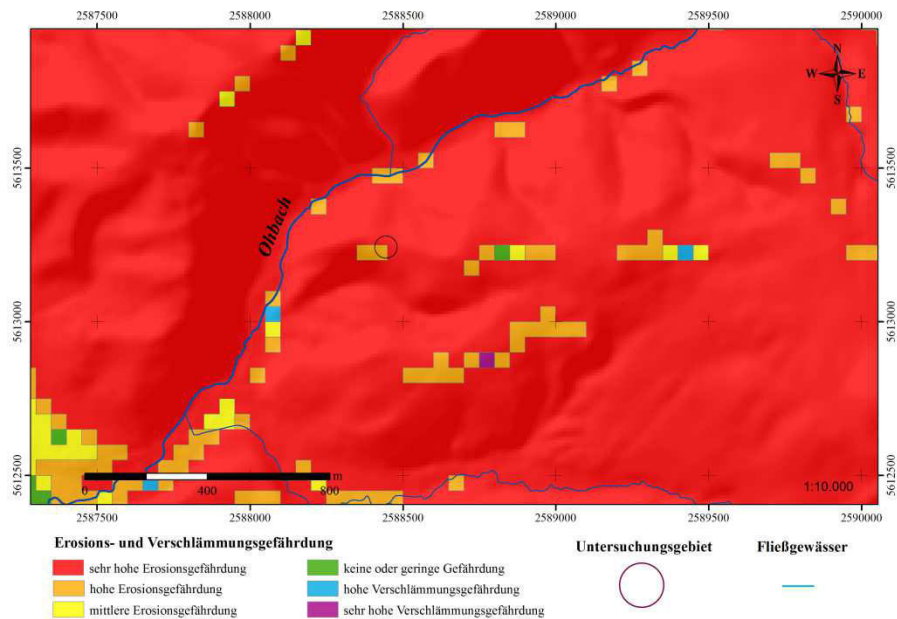 2587500 2588000 2588500 2589000 2589500 2590000
N
W E
S
5613500 5613500
Ohbach
5613000 5613000
5612500 5612500
m
0 400 800
1:10.000
2587500 2588000 2588500 2589000 2589500 2590000
Erosions- und Verschlämmungsgefährdung
sehr hohe Erosionsgefährdung
hohe Erosionsgefährdung
mittlere Erosionsgefährdung
keine oder geringe Gefährdung
hohe Verschlämmungsgefährdung
sehr hohe Verschlämmungsgefährdung
Untersuchungsgebiet
Fließgewässer